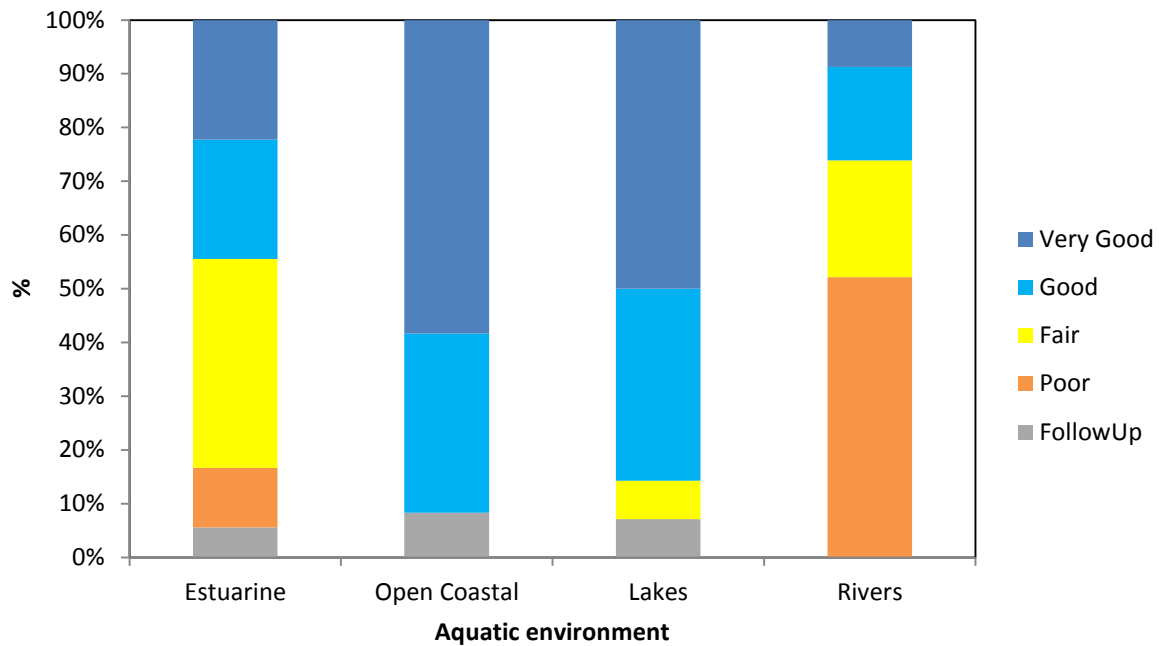 100%
90%
80%
70%
60%
50%
40%
30%
20%
10%
0%
%
Estuarine
Open Coastal
Lakes
Rivers
Aquatic environment
Very Good
Good
Fair
Poor
FollowUp